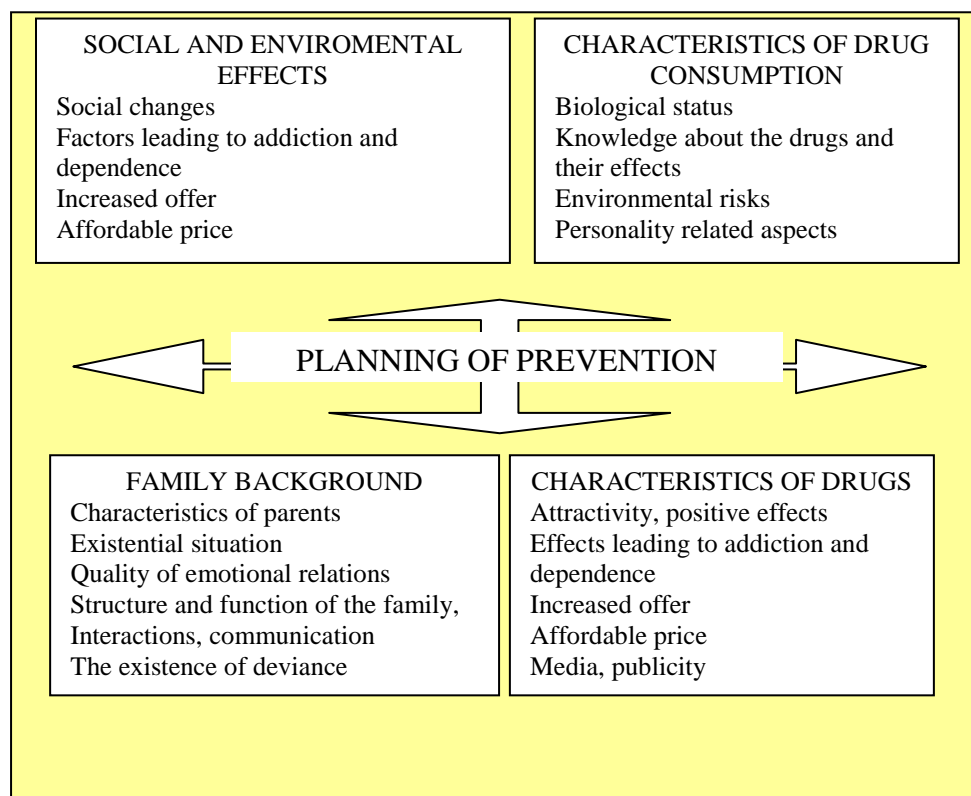 SOCIAL AND ENVIROMENTAL
EFFECTS
Social changes
Factors leading to addiction and
dependence
Increased offer
Affordable price
CHARACTERISTICS OF DRUG
CONSUMPTION
Biological status
Knowledge about the drugs and
their effects
Environmental risks
Personality related aspects
PLANNING OF PREVENTION
FAMILY BACKGROUND
Characteristics of parents
Existential situation
Quality of emotional relations
Structure and function of the family,
Interactions, communication
The existence of deviance
CHARACTERISTICS OF DRUGS
Attractivity, positive effects
Effects leading to addiction and
dependence
Increased offer
Affordable price
Media, publicity